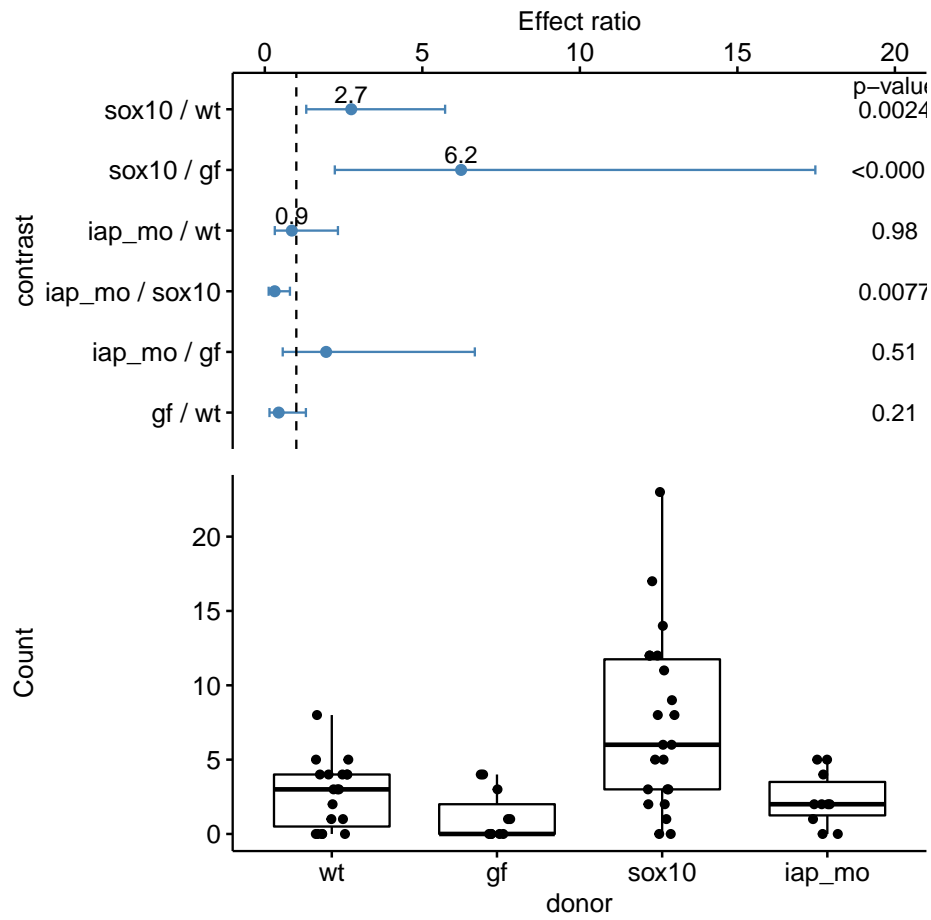 Effect ratio
0 5 10 15 20
p−value
sox10 / wt 2.7 0.0024
sox10 / gf 6.2 <0.000
iap_mo / wt 0.9 0.98
iap_mo / sox10 0.0077
iap_mo / gf 0.51
gf / wt 0.21
contrast
20
15
10
5
0
Count
wt gf sox10 iap_mo
donor